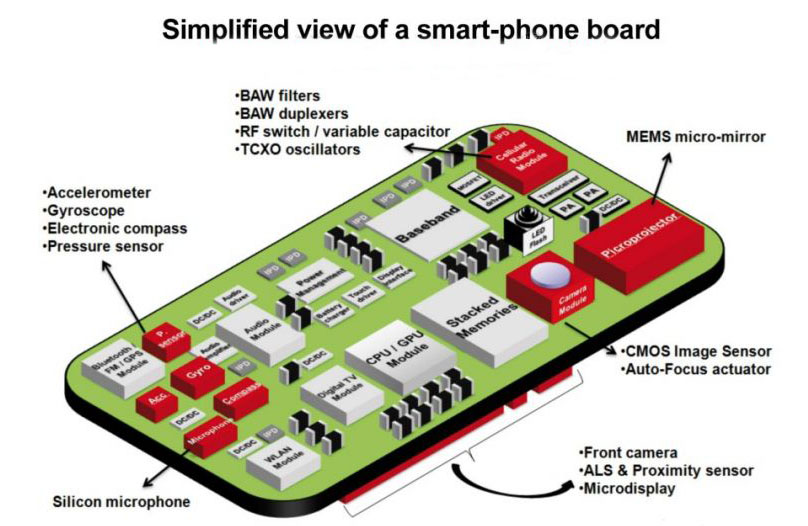 Simplified view of a smart-phone board
•BAW filters
•BAW duplexers
•RF switch / variable capacitor
•TCXO oscillators
MEMS micro-mirror
•Accelerometer
•Gyroscope
•Electronic compass
•Pressure sensor
IPD
Cellular
Radio
Module
MOSFET
LED
driver
Transceiver
PA
PA
DC/DC
IPD
IPD
IPD
Baseband
LED
flash
Picroprojector
IPD
IPD
Power
Management
Display
interface
Touch
driver
Battery
charger
Camera
Module
Stacked
Memories
Audio
driver
DC/DC
Audio
Module
P.
sensor
Bluetooth
FM / GPS
Module
Audio
IPD
DC/DC
CPU / GPU
Module
Gyro
Acc.
Compass
Digital TV
Module
DC/DC
Microphone
DC/DC
IPD
WLAN
Module
•CMOS Image Sensor
•Auto-Focus actuator
•Front camera
•ALS & Proximity sensor
•Microdisplay
Silicon microphone